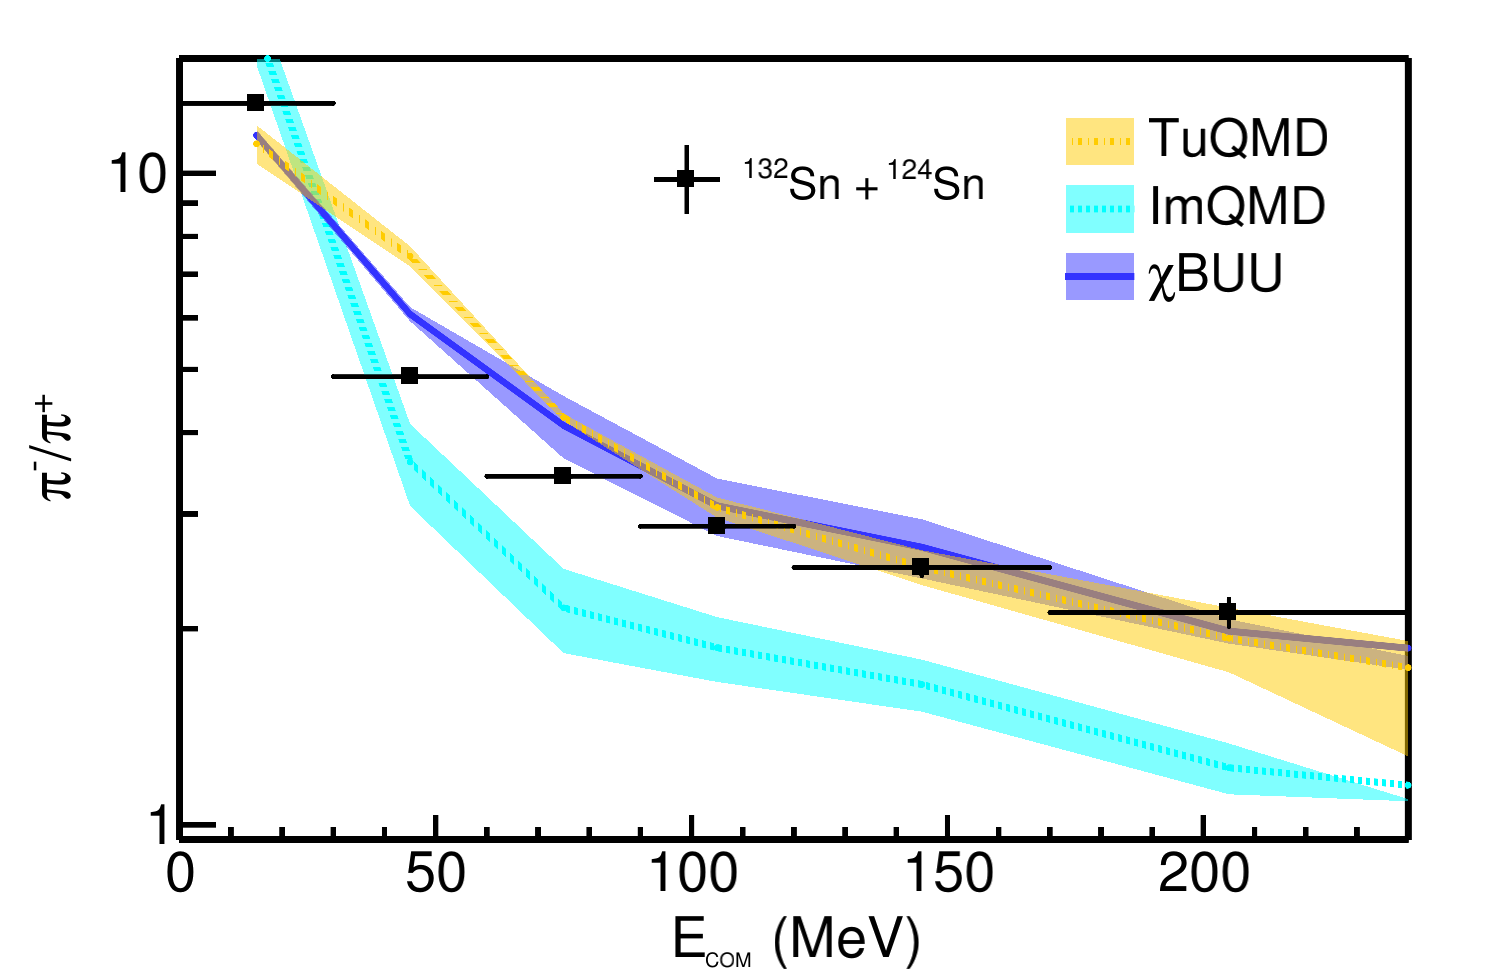 TuQMD
¹³²Sn + ¹²⁴Sn
ImQMD
χBUU
10
1
π⁻/π⁺
0 50 100 150 200
E_COM (MeV)